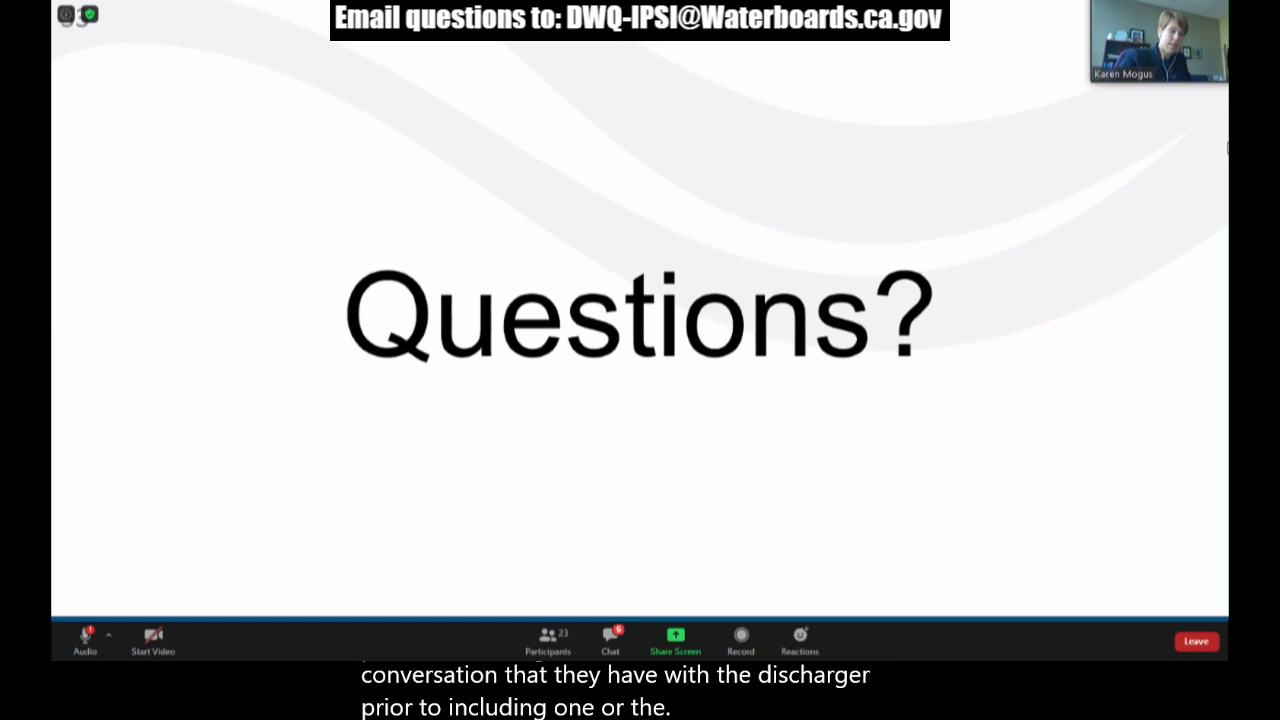 Email questions to: DWQ-IPSI@Waterboards.ca.gov
Karen Mogus
Questions?
Audio
Start Video
23
Participants
6
Chat
Share Screen
Record
Reactions
Leave
conversation that they have with the discharger
prior to including one or the.